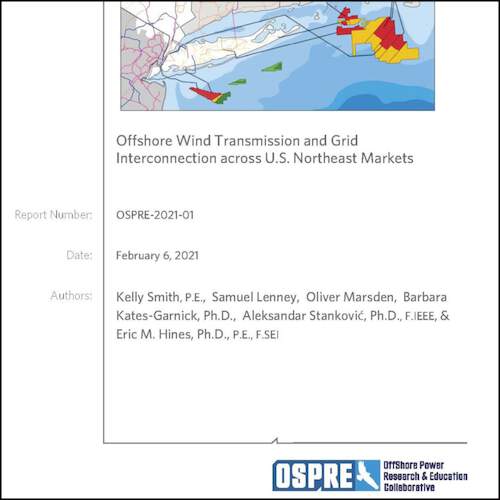 Offshore Wind Transmission and Grid
Interconnection across U.S. Northeast Markets
Report Number: OSPRE-2021-01
Date: February 6, 2021
Authors: Kelly Smith, P.E., Samuel Lenney, Oliver Marsden, Barbara
Kates-Garnick, Ph.D., Aleksandar Stanković, Ph.D., F.IEEE, &
Eric M. Hines, Ph.D., P.E., F.SEI
OSPRE
OffShore Power
Research & Education
Collaborative